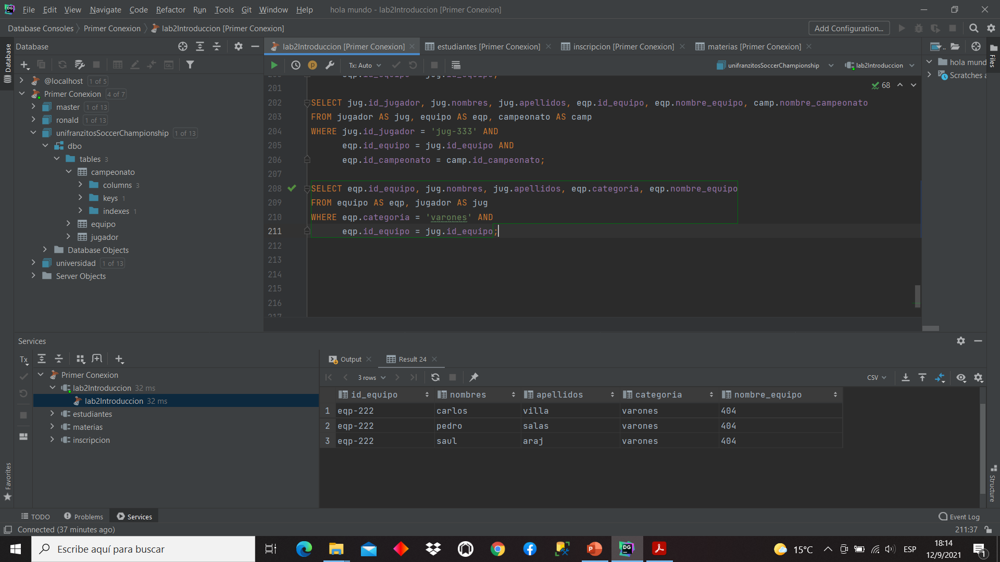 File Edit View Navigate Code Refactor Run Tools Git Window Help hola mundo - lab2Introduccion [Primer Conexion]
Database Consoles Primer Conexion lab2Introduccion [Primer Conexion] Add Configuration...
Database
lab2Introduccion [Primer Conexion] estudiantes [Primer Conexion] inscripcion [Primer Conexion] materias [Primer Conexion]
Tx: Auto unifranzitosSoccerChampionship lab2Introduccion
Database
Files
@localhost 1 of 5
Primer Conexion 4 of 7
master 1 of 13
ronald 1 of 13
unifranzitosSoccerChampionship 1 of 13
dbo
tables 3
campeonato
columns 3
keys 1
indexes 1
equipo
jugador
Database Objects
universidad 1 of 13
Server Objects
hola mund
Scratches a
68
201
202 SELECT jug.id_jugador, jug.nombres, jug.apellidos, eqp.id_equipo, eqp.nombre_equipo, camp.nombre_campeonato
203 FROM jugador AS jug, equipo AS eqp, campeonato AS camp
204 WHERE jug.id_jugador = 'jug-333' AND
205 eqp.id_equipo = jug.id_equipo AND
206 eqp.id_campeonato = camp.id_campeonato;
207
208 SELECT eqp.id_equipo, jug.nombres, jug.apellidos, eqp.categoria, eqp.nombre_equipo
209 FROM equipo AS eqp, jugador AS jug
210 WHERE eqp.categoria = 'varones' AND
211 eqp.id_equipo = jug.id_equipo;
212
213
214
215
216
Services
Tx
Primer Conexion
lab2Introduccion 32 ms
lab2Introduccion 32 ms
estudiantes
materias
inscripcion
Output Result 24
3 rows CSV
id_equipo nombres apellidos categoria nombre_equipo
1 eqp-222 carlos villa varones 404
2 eqp-222 pedro salas varones 404
3 eqp-222 saul araj varones 404
Favorites
Structure
TODO Problems Services Event Log
Connected (37 minutes ago) 211:37
Escribe aquí para buscar
15°C ESP 18:14
12/9/2021
1